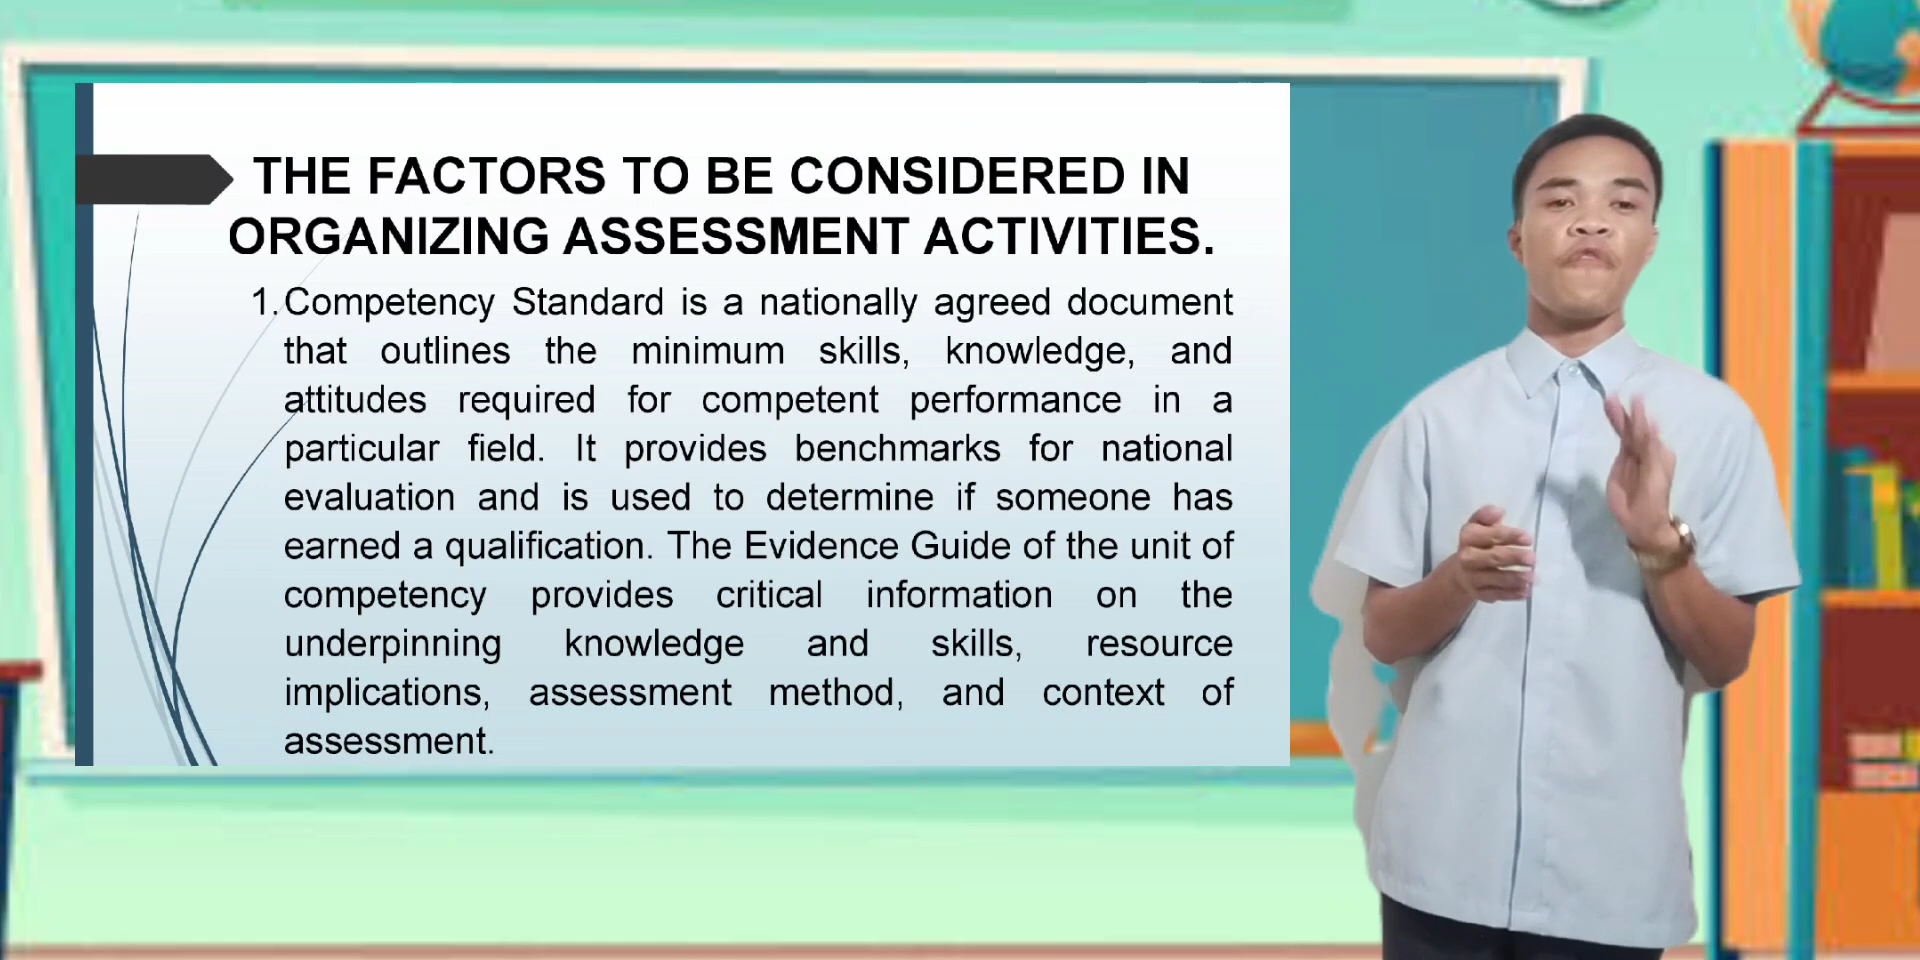 THE FACTORS TO BE CONSIDERED IN
ORGANIZING ASSESSMENT ACTIVITIES.
1. Competency Standard is a nationally agreed document
that outlines the minimum skills, knowledge, and
attitudes required for competent performance in a
particular field. It provides benchmarks for national
evaluation and is used to determine if someone has
earned a qualification. The Evidence Guide of the unit of
competency provides critical information on the
underpinning knowledge and skills, resource
implications, assessment method, and context of
assessment.